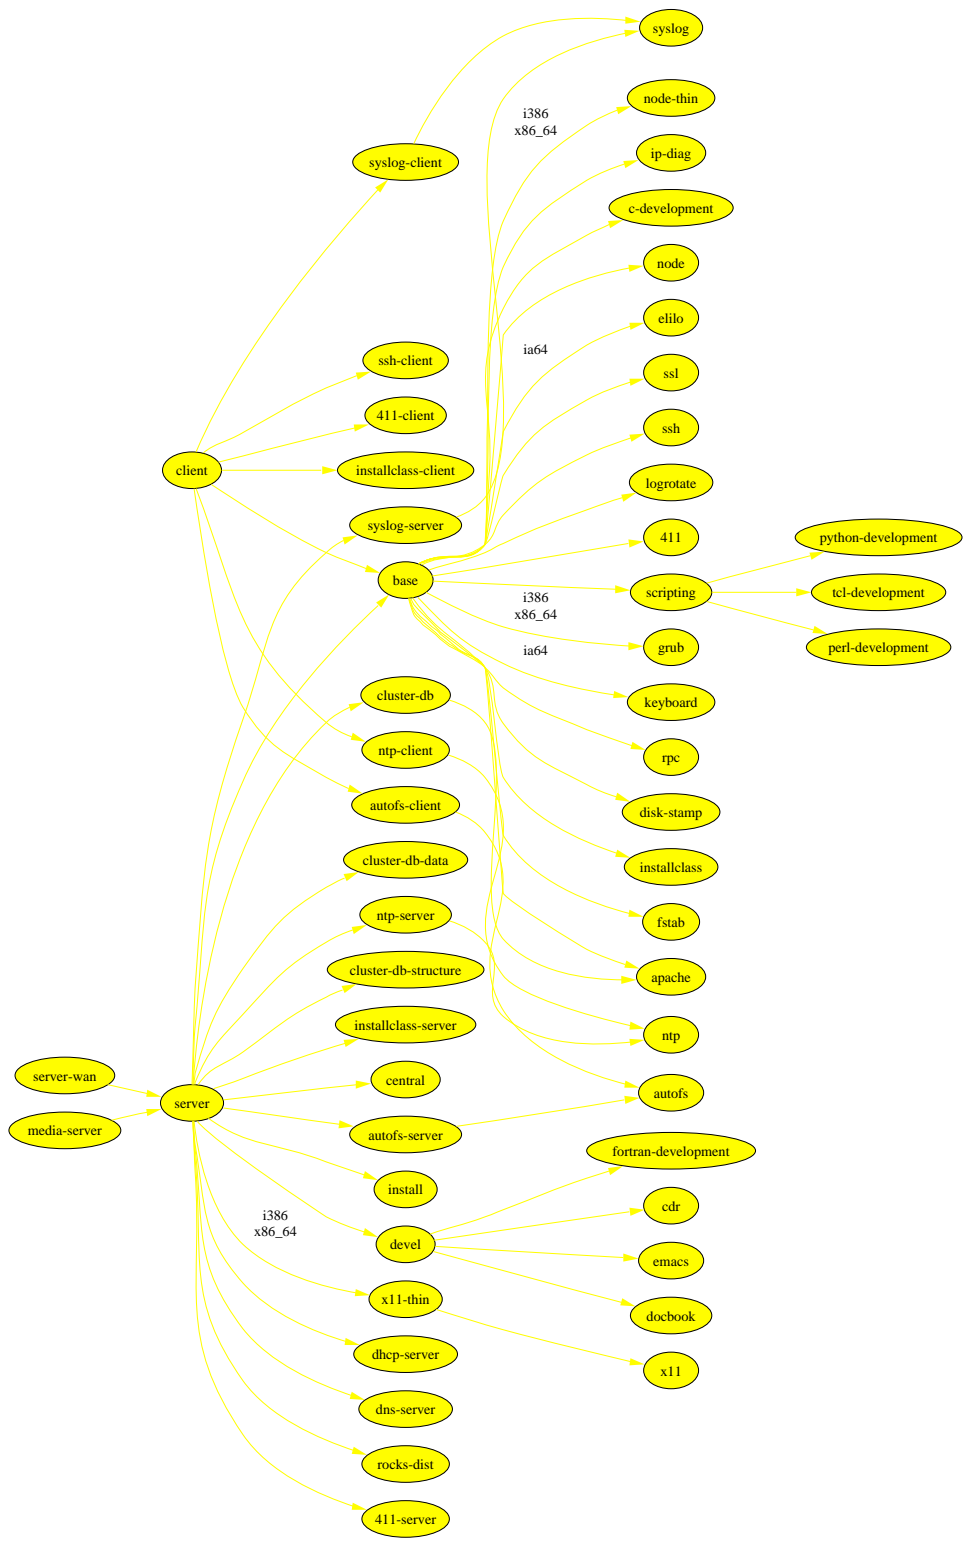 syslog
node-thin
i386
x86_64
ip-diag
syslog-client
c-development
node
elilo
ia64
ssh-client
ssl
411-client
ssh
client
installclass-client
logrotate
syslog-server
411
python-development
base
scripting
tcl-development
i386
x86_64
grub
perl-development
ia64
cluster-db
keyboard
ntp-client
rpc
autofs-client
disk-stamp
cluster-db-data
installclass
ntp-server
fstab
cluster-db-structure
apache
installclass-server
ntp
server-wan
central
autofs
server
media-server
autofs-server
fortran-development
install
cdr
i386
x86_64
devel
emacs
x11-thin
docbook
dhcp-server
x11
dns-server
rocks-dist
411-server